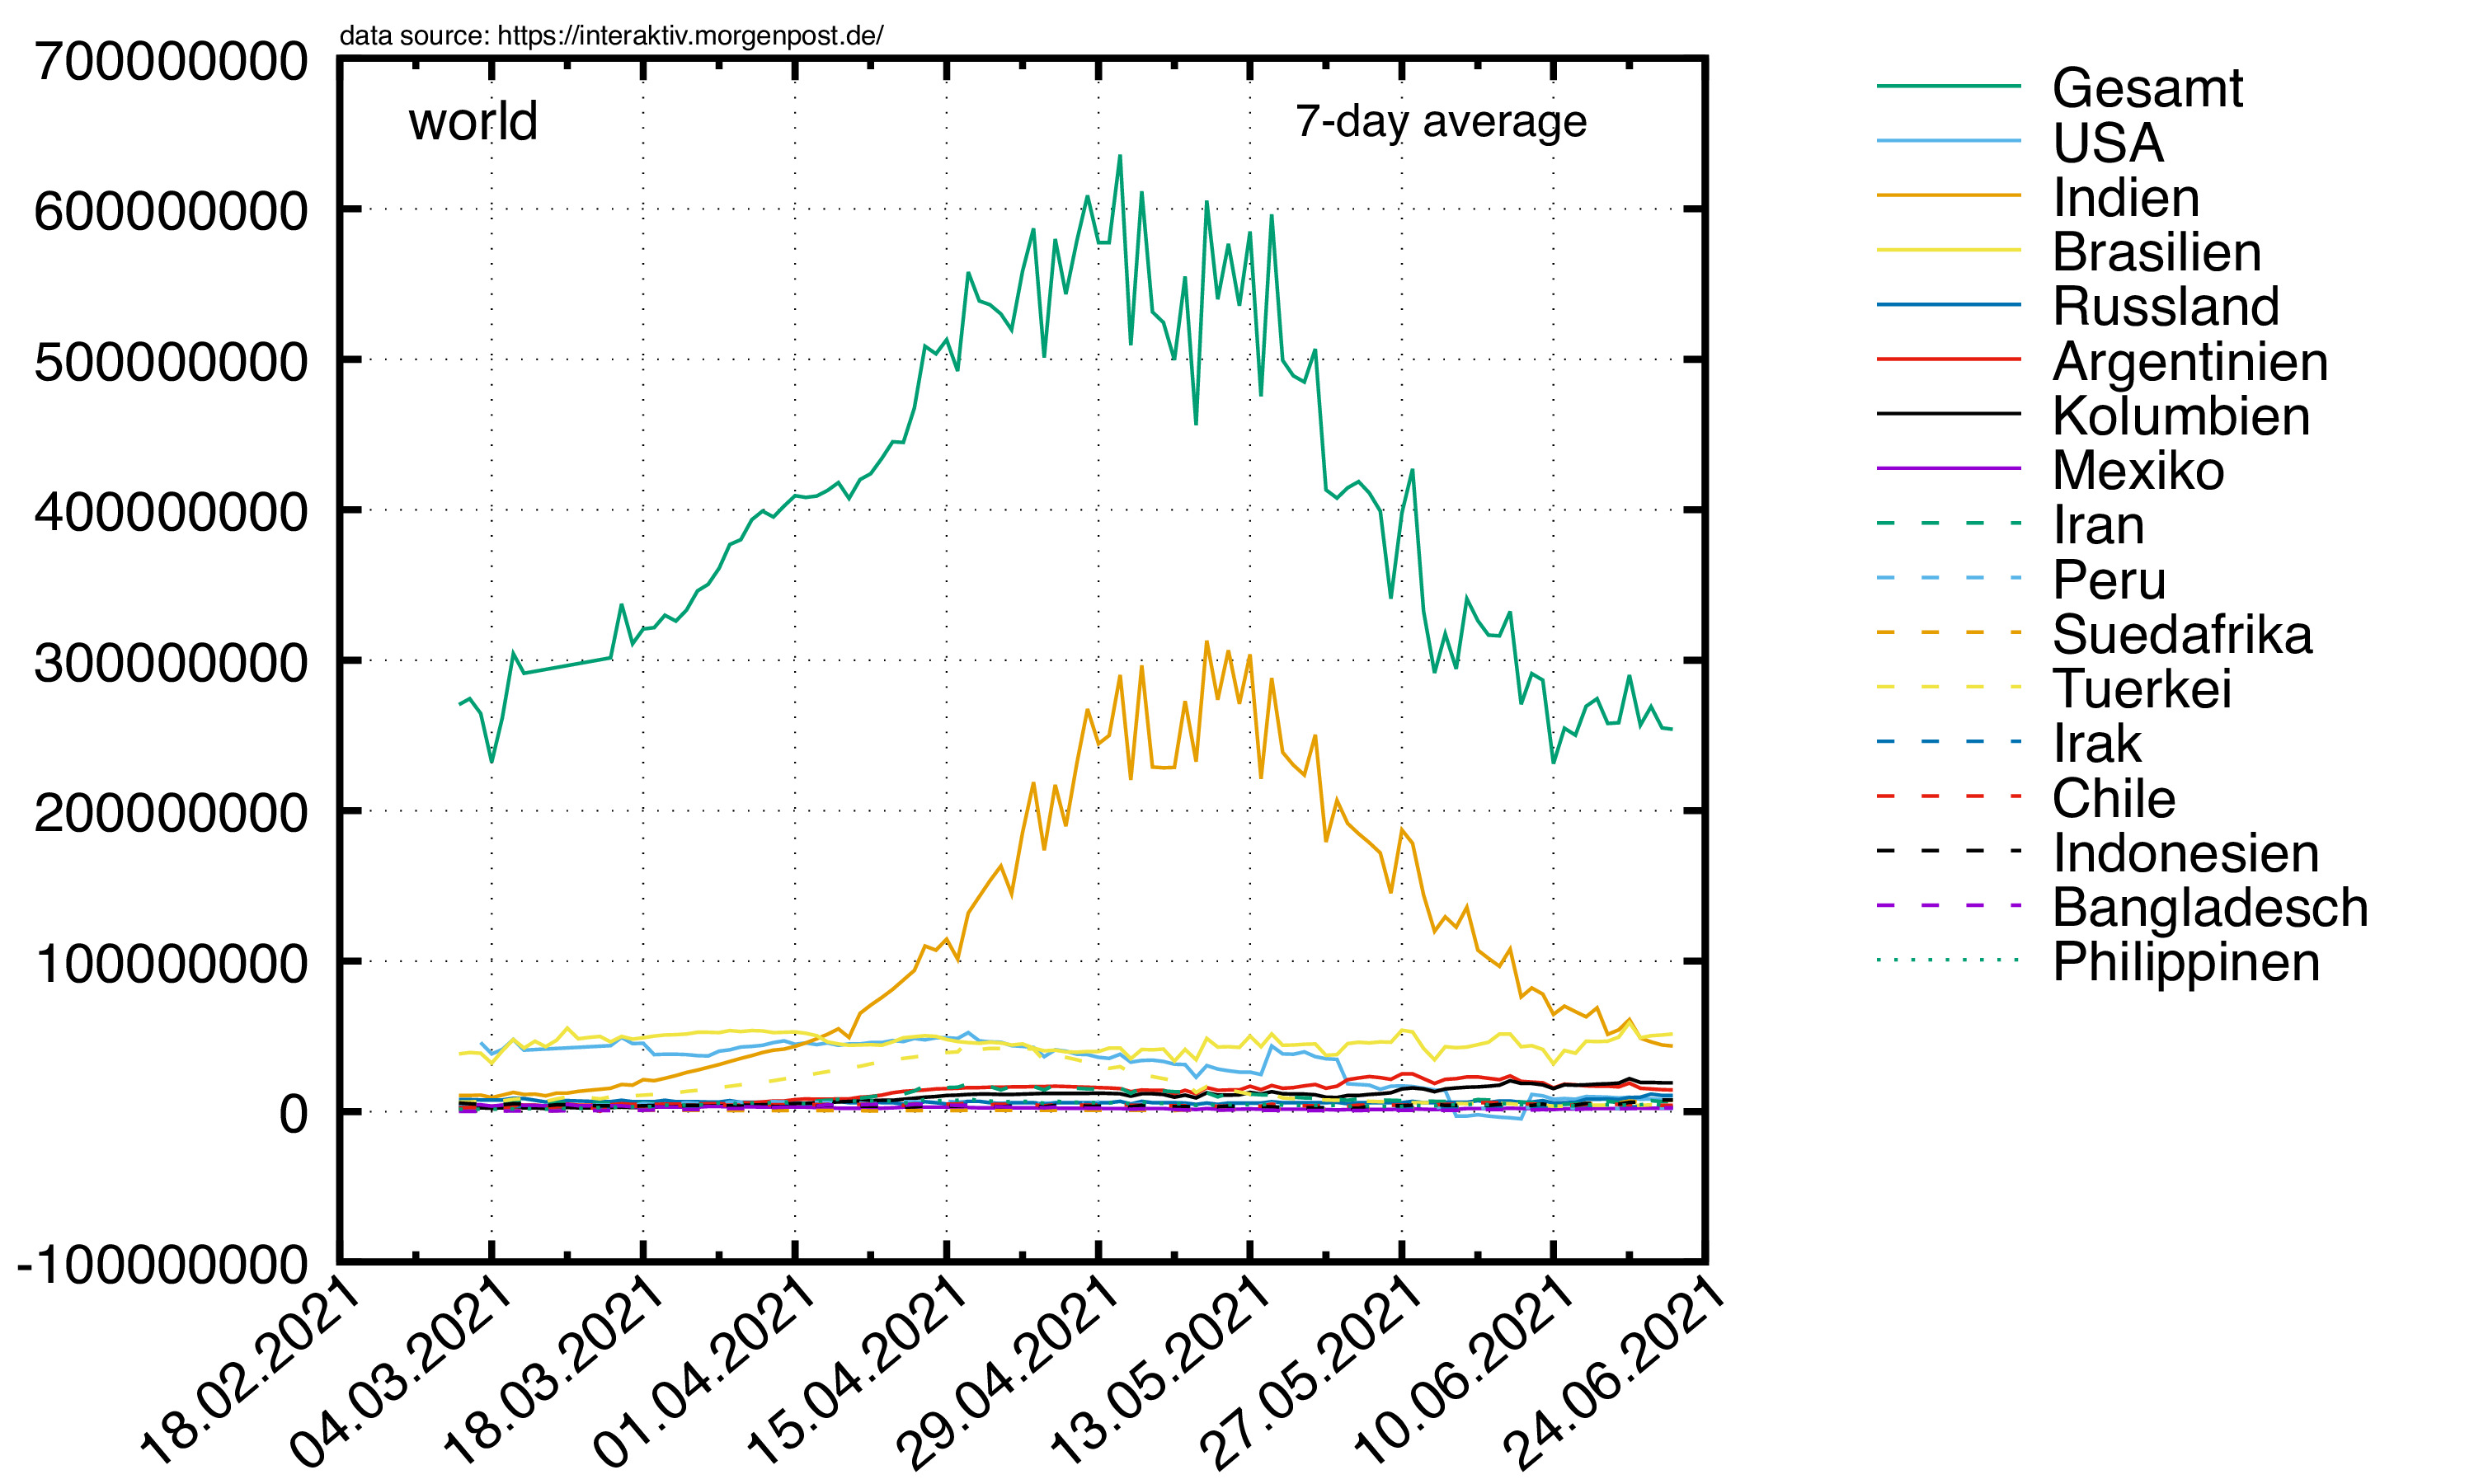 data source: https://interaktiv.morgenpost.de/
world
7-day average
700000000
600000000
500000000
400000000
300000000
200000000
100000000
0
-100000000
18.02.2021
04.03.2021
18.03.2021
01.04.2021
15.04.2021
29.04.2021
13.05.2021
27.05.2021
10.06.2021
24.06.2021
Gesamt
USA
Indien
Brasilien
Russland
Argentinien
Kolumbien
Mexiko
Iran
Peru
Suedafrika
Tuerkei
Irak
Chile
Indonesien
Bangladesch
Philippinen